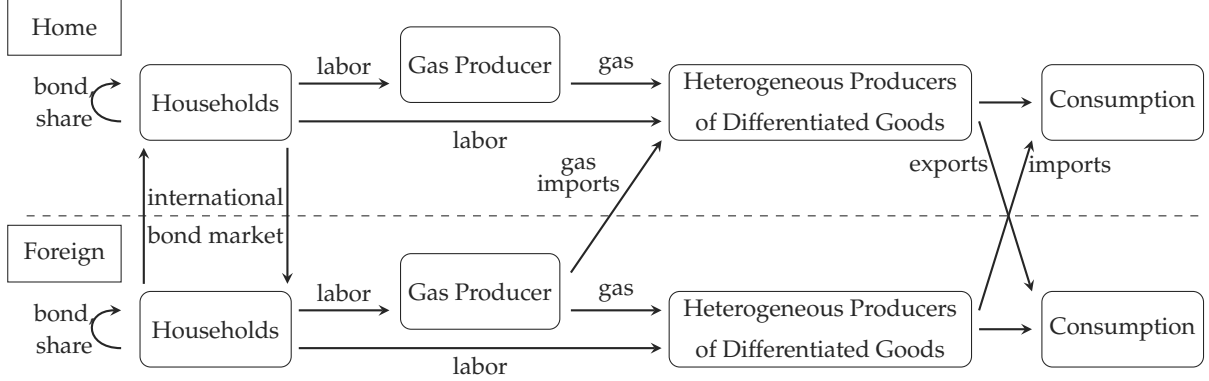 Home
bond,
share
Households
labor
Gas Producer
gas
labor
Heterogeneous Producers
of Differentiated Goods
Consumption
gas
imports
exports
imports
international
bond market
Foreign
bond,
share
Households
labor
Gas Producer
gas
labor
Heterogeneous Producers
of Differentiated Goods
Consumption